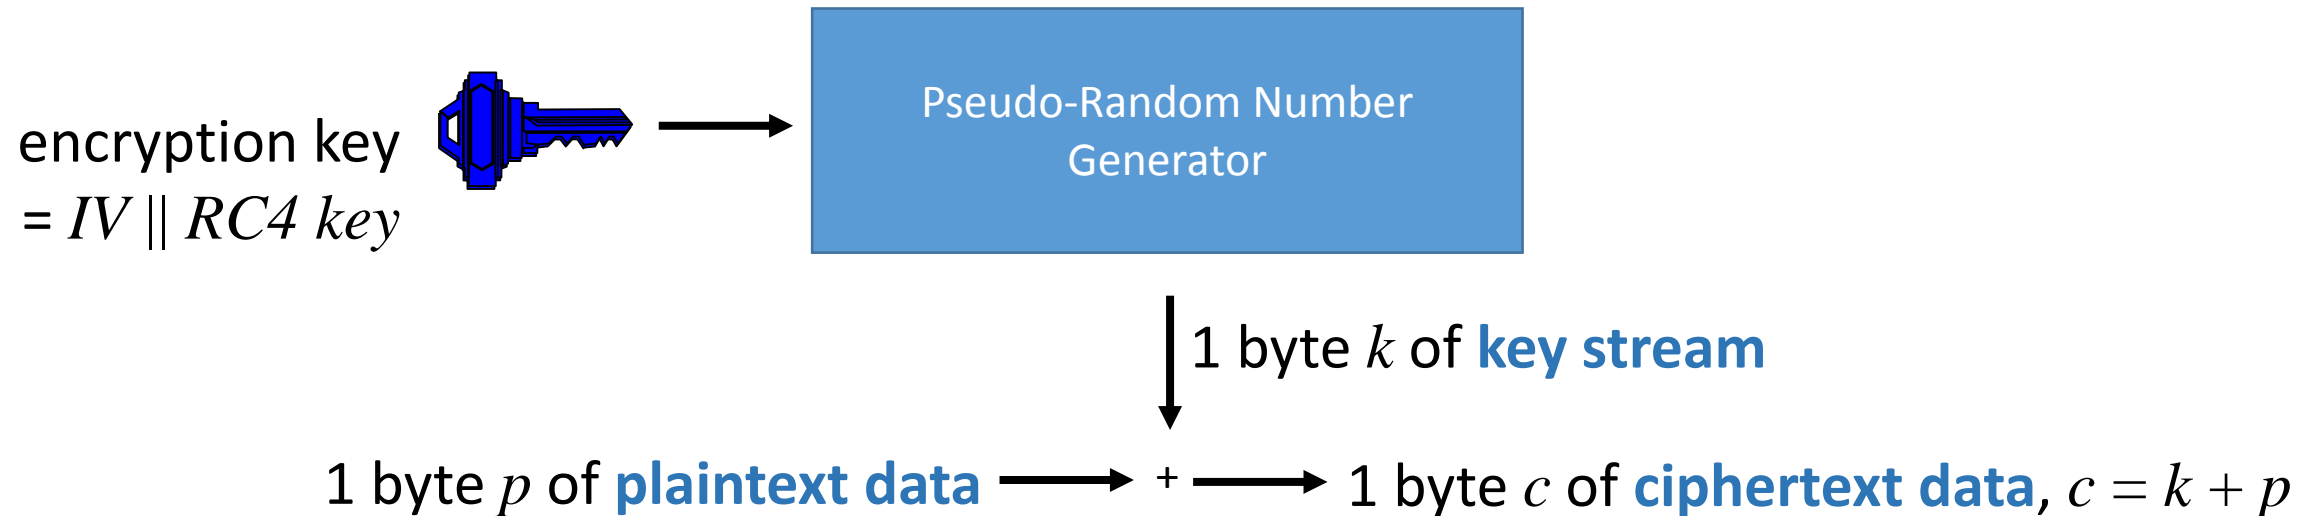 encryption key
= IV || RC4 key
Pseudo-Random Number
Generator
1 byte k of key stream
1 byte p of plaintext data
+
1 byte c of ciphertext data, c = k + p